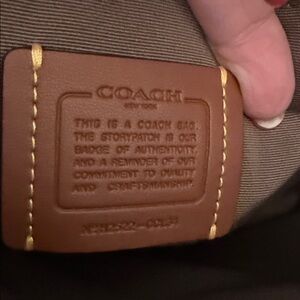 COACH
NEW YORK
THIS IS A COACH BAG.
THE STORYPATCH IS OUR
BADGE OF AUTHENTICITY
AND A REMINDER OF OUR
COMMITMENT TO QUALITY
AND CRAFTSMANSHIP.